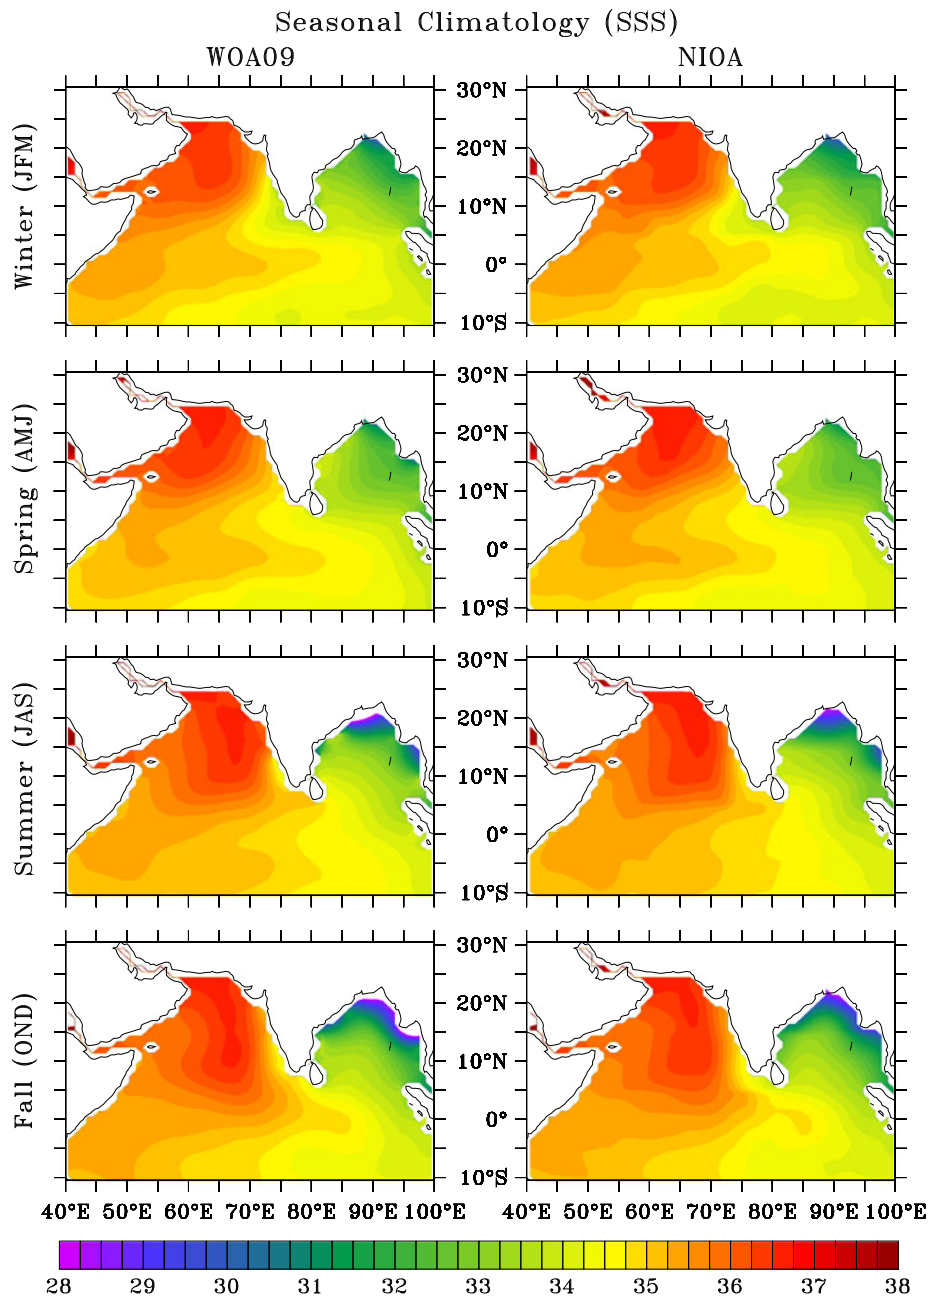 Seasonal Climatology (SSS)
WOA09 NIOA
Winter (JFM)
30°N
20°N
10°N
0°
10°S
Spring (AMJ)
30°N
20°N
10°N
0°
10°S
Summer (JAS)
30°N
20°N
10°N
0°
10°S
Fall (OND)
30°N
20°N
10°N
0°
10°S
40°E 50°E 60°E 70°E 80°E 90°E 100°E 40°E 50°E 60°E 70°E 80°E 90°E 100°E
28 29 30 31 32 33 34 35 36 37 38